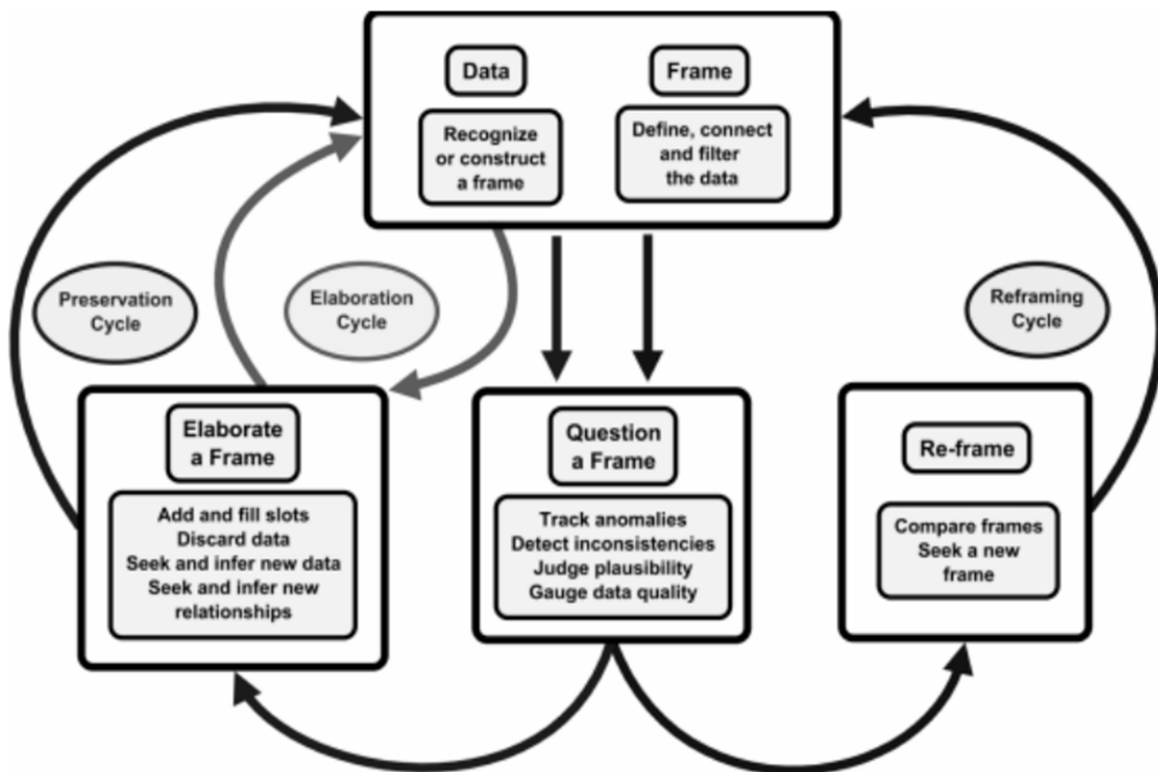 Data
Frame
Recognize
or construct
a frame
Define, connect
and filter
the data
Preservation
Cycle
Elaboration
Cycle
Reframing
Cycle
Elaborate
a Frame
Add and fill slots
Discard data
Seek and infer new data
Seek and infer new
relationships
Question
a Frame
Track anomalies
Detect inconsistencies
Judge plausibility
Gauge data quality
Re-frame
Compare frames
Seek a new
frame